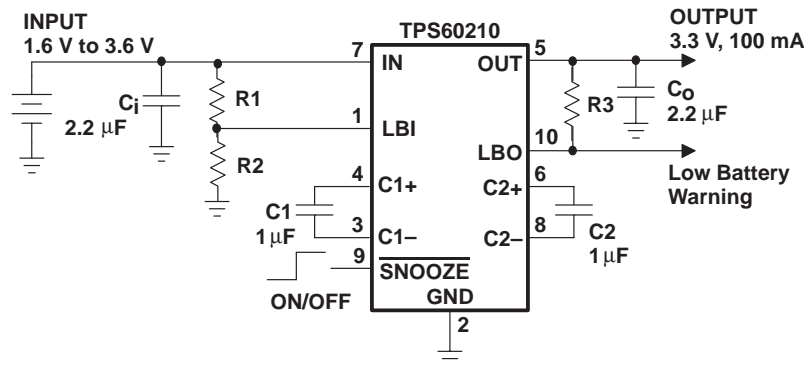 INPUT
1.6 V to 3.6 V
TPS60210
OUTPUT
3.3 V, 100 mA
7
IN
OUT
5
Ci
2.2 μF
R1
R2
1
LBI
R3
Co
2.2 μF
10
LBO
Low Battery
Warning
4
C1+
C2+
6
C1
1 μF
3
C1–
C2–
8
C2
1 μF
9
SNOOZE
ON/OFF
GND
2